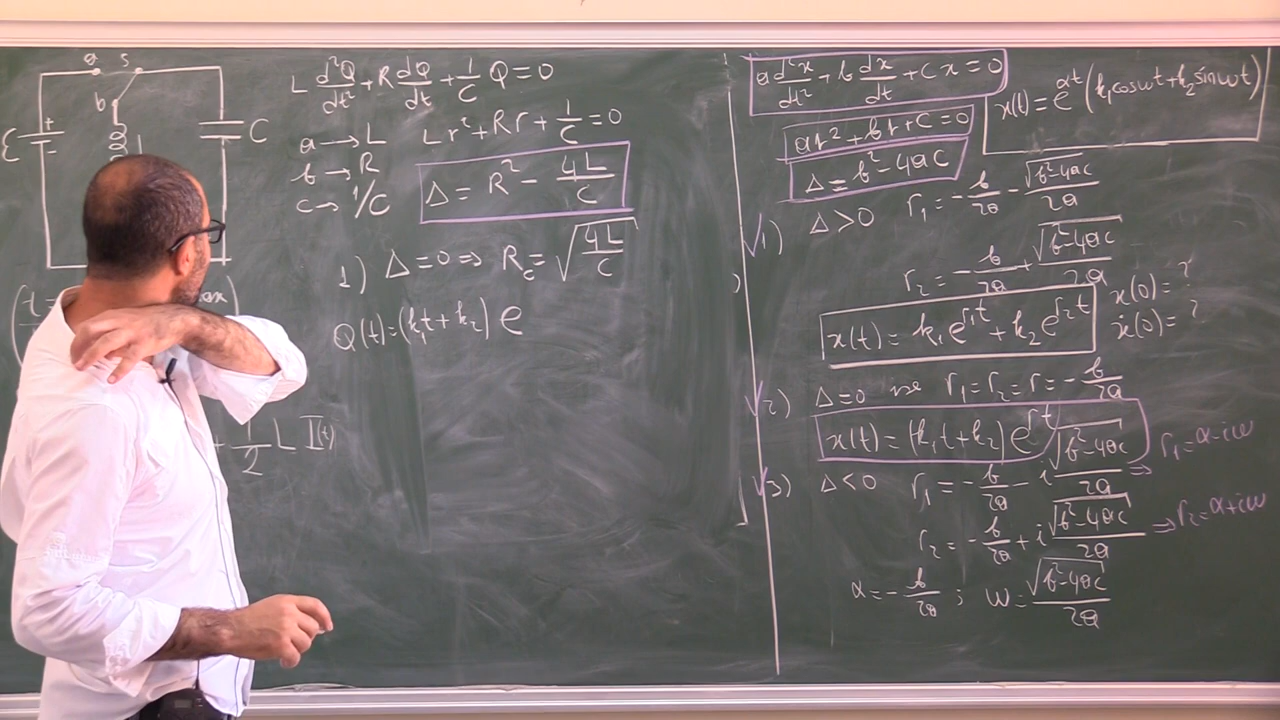 a s
b
ε + - C
L d²Q/dt² + R dQ/dt + 1/C Q = 0
a → L Lr² + Rr + 1/C = 0
b → R
c → 1/C
Δ = R² - 4L/C
1) Δ = 0 ⇒ R_c = √(4L/C)
Q(t) = (k₁t + k₂) e
+ 1/2 L I(t)
a d²x/dt² + b dx/dt + c x = 0
x(t) = e^{αt} (k₁ cos ωt + k₂ sin ωt)
ar² + br + c = 0
Δ = b² - 4ac
1) Δ > 0 r₁ = - b/2a - √(b²-4ac)/2a
r₂ = - b/2a + √(b²-4ac)/2a
x(t) = k₁e^{r₁t} + k₂e^{r₂t}
x(0) = ?
ẋ(0) = ?
2) Δ = 0 ise r₁ = r₂ = r = - b/2a
x(t) = (k₁t + k₂) e^{rt}
3) Δ < 0 r₁ = - b/2a - i √(b²-4ac)/2a ⇒ r₁ = α - iω
r₂ = - b/2a + i √(b²-4ac)/2a ⇒ r₂ = α + iω
α = - b/2a ; ω = √(b²-4ac)/2a